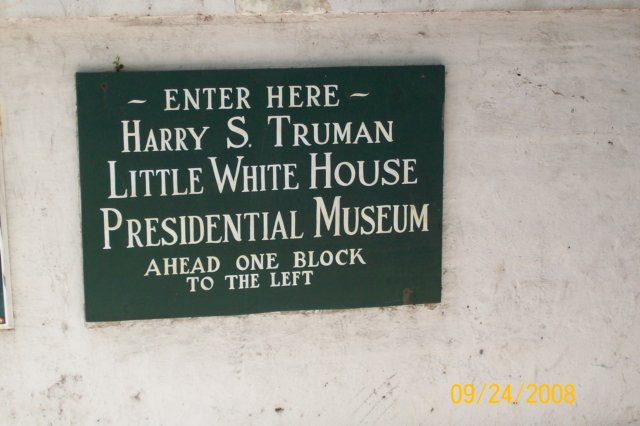 ~ ENTER HERE ~
HARRY S. TRUMAN
LITTLE WHITE HOUSE
PRESIDENTIAL MUSEUM
AHEAD ONE BLOCK
TO THE LEFT
09/24/2008